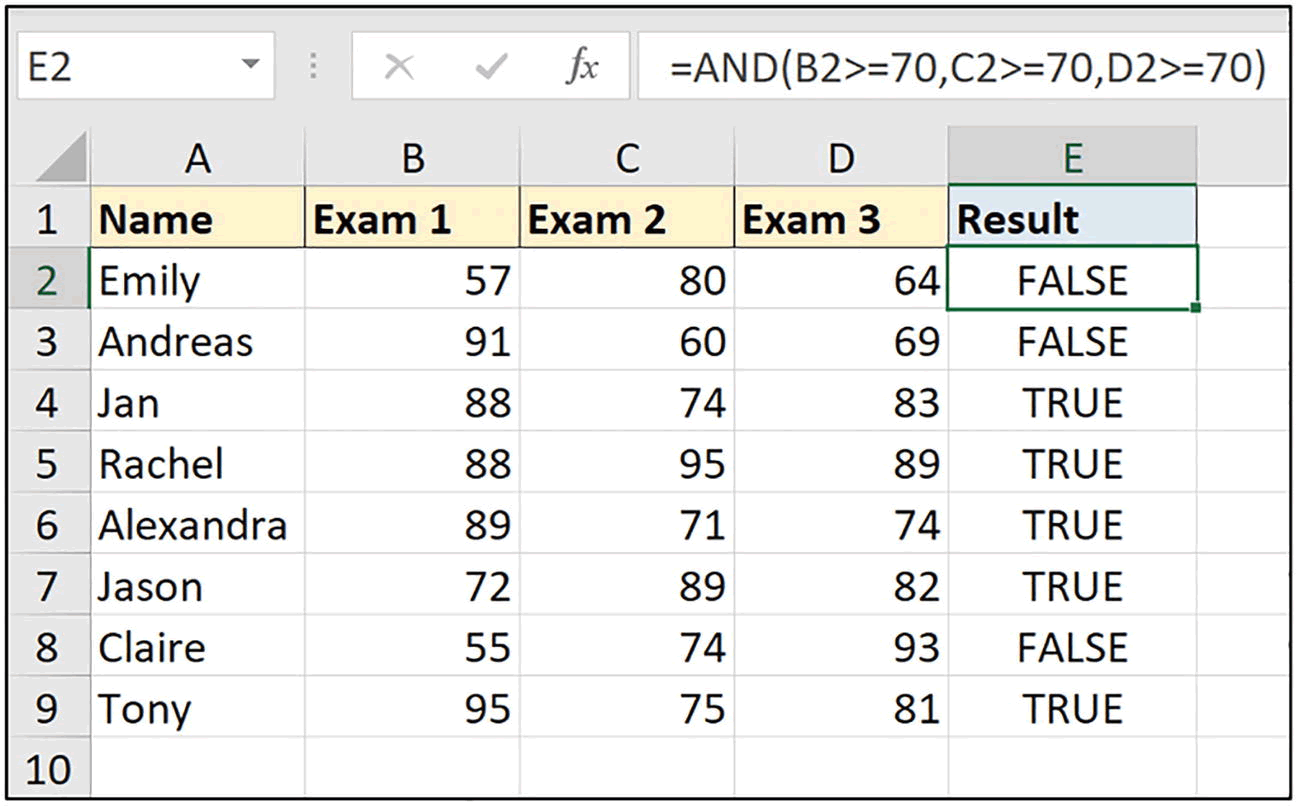 E2 fx =AND(B2>=70,C2>=70,D2>=70)
A B C D E
1 Name Exam 1 Exam 2 Exam 3 Result
2 Emily 57 80 64 FALSE
3 Andreas 91 60 69 FALSE
4 Jan 88 74 83 TRUE
5 Rachel 88 95 89 TRUE
6 Alexandra 89 71 74 TRUE
7 Jason 72 89 82 TRUE
8 Claire 55 74 93 FALSE
9 Tony 95 75 81 TRUE
10